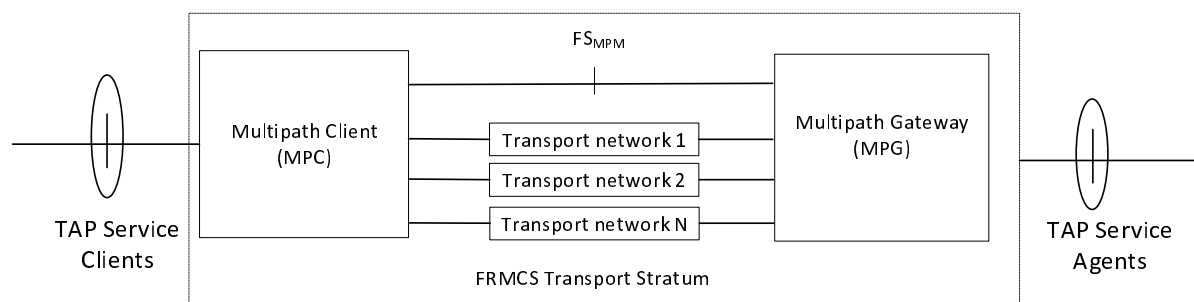 FSMPM
Multipath Client
(MPC)
Multipath Gateway
(MPG)
Transport network 1
Transport network 2
Transport network N
TAP Service
Clients
TAP Service
Agents
FRMCS Transport Stratum